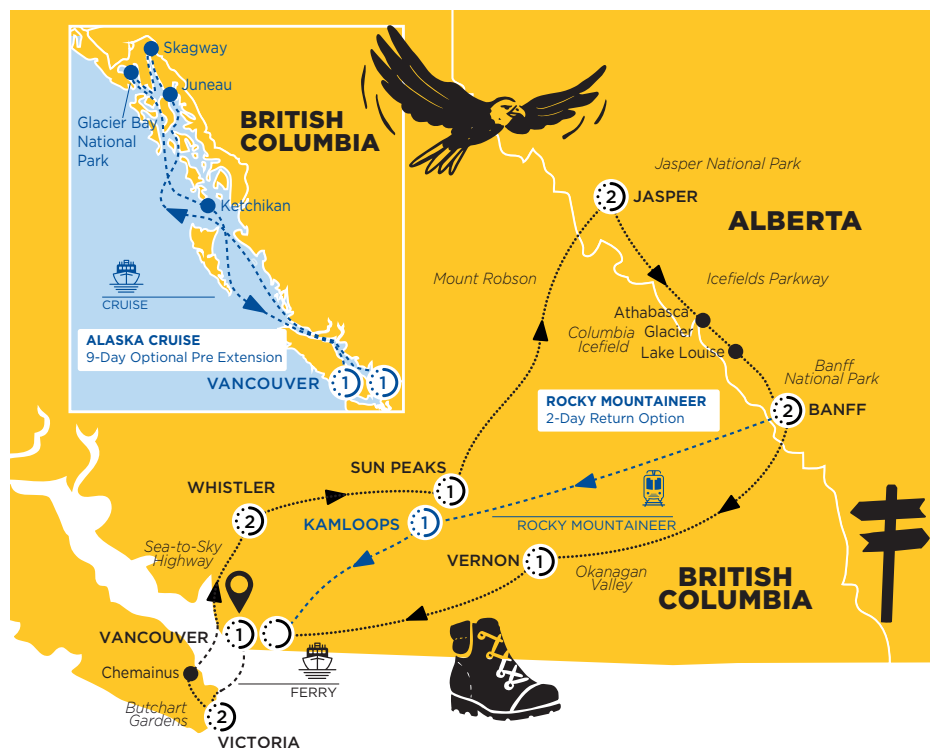 Skagway
Juneau
Glacier Bay
National
Park
BRITISH
COLUMBIA
Ketchikan
CRUISE
ALASKA CRUISE
9-Day Optional Pre Extension
VANCOUVER
1
1
Jasper National Park
2
JASPER
ALBERTA
Mount Robson
Icefields Parkway
Athabasca
Glacier
Columbia
Icefield
Lake Louise
Banff
National Park
ROCKY MOUNTAINEER
2-Day Return Option
2
BANFF
SUN PEAKS
1
WHISTLER
2
KAMLOOPS
1
ROCKY MOUNTAINEER
Sea-to-Sky
Highway
VERNON
1
Okanagan
Valley
BRITISH
COLUMBIA
VANCOUVER
1
Chemainus
FERRY
Butchart
Gardens
2
VICTORIA